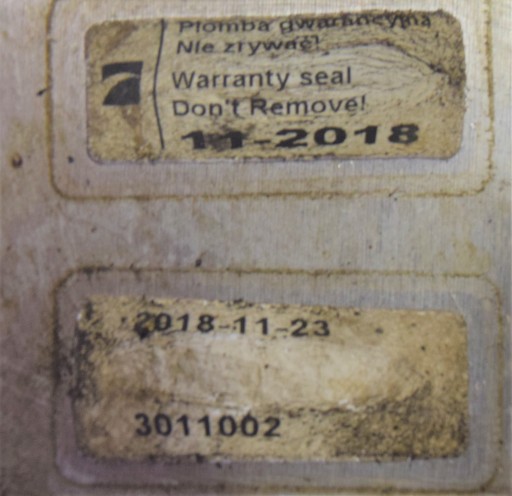 Plomba gwarancyjna
Nie zrywać!
Warranty seal
Don't Remove!
11-2018
2018-11-23
3011002